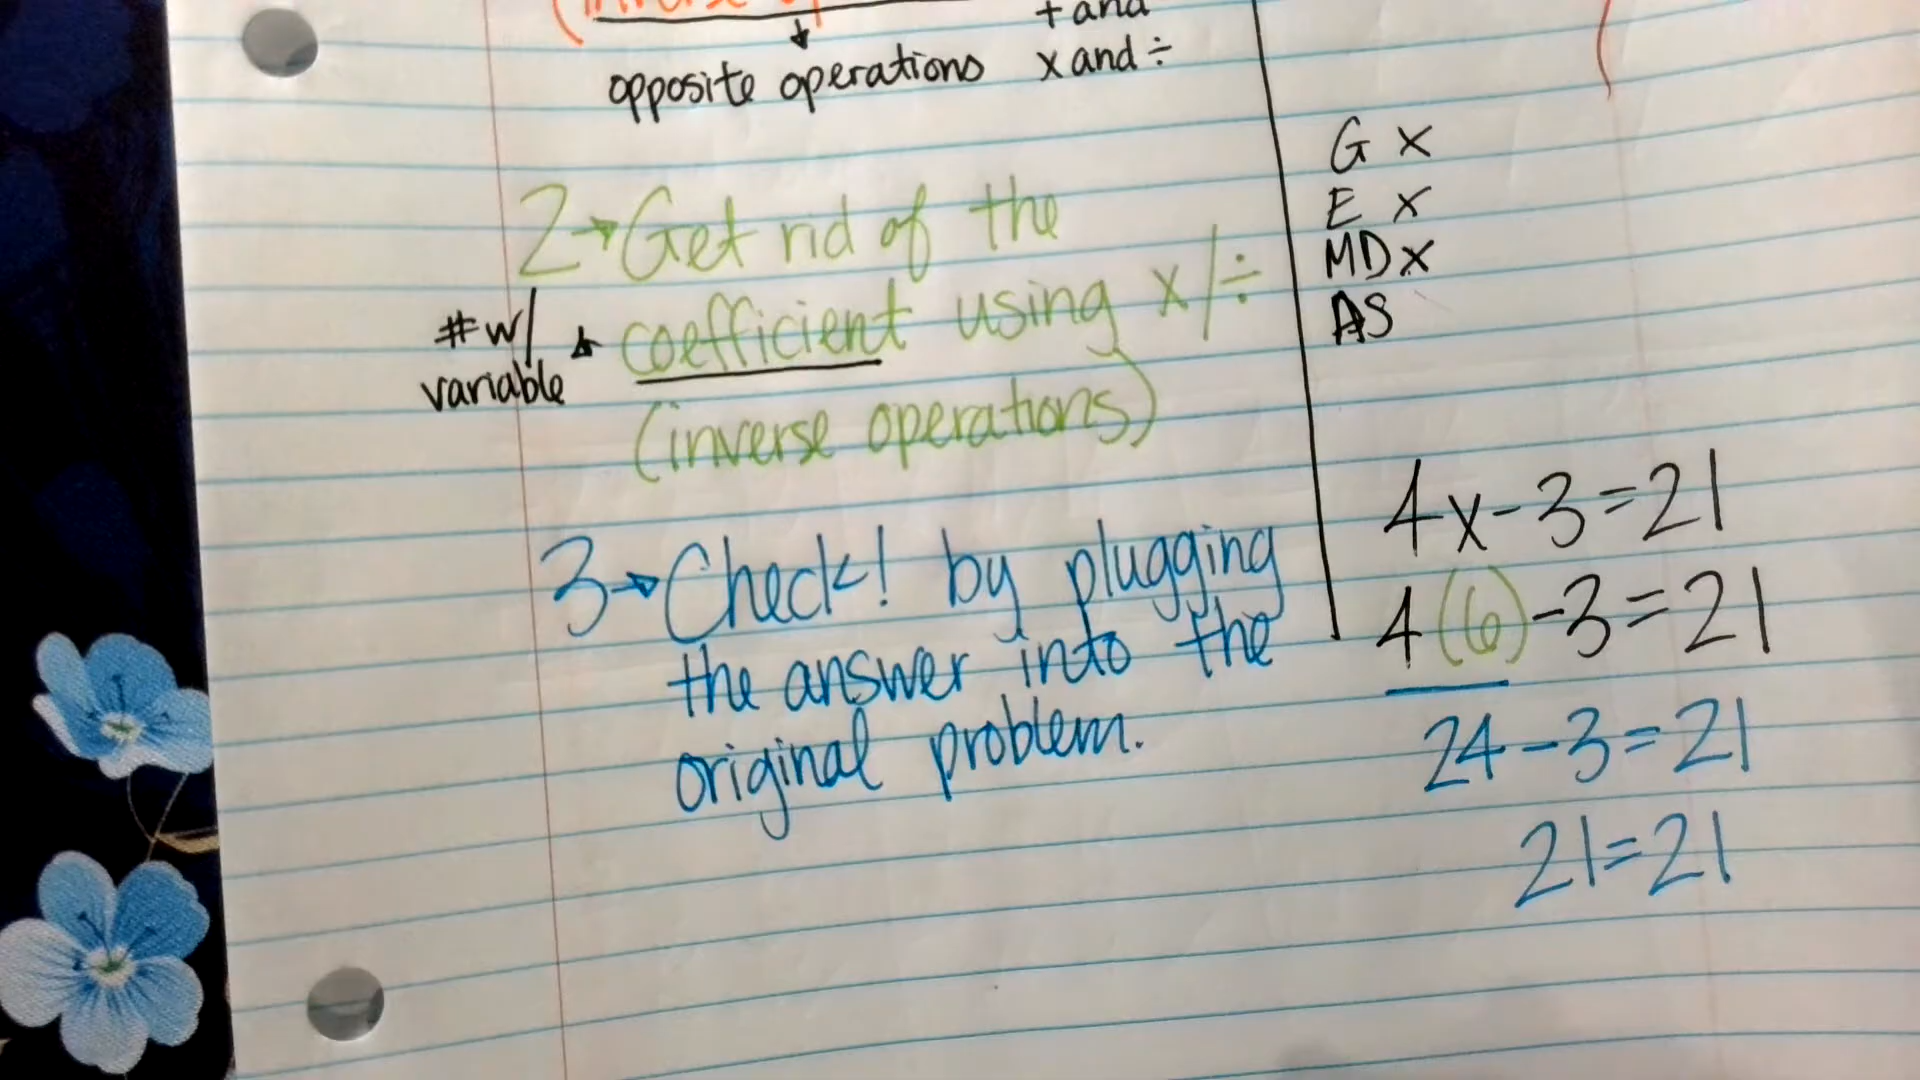 (inverse op
+ and
opposite operations x and ÷
2→Get rid of the
coefficient using x/÷
#w/
variable
(inverse operations)
3→Check! by plugging
the answer into the
original problem.
G x
E x
MD x
AS
4x-3=21
4(6)-3=21
24-3=21
21=21